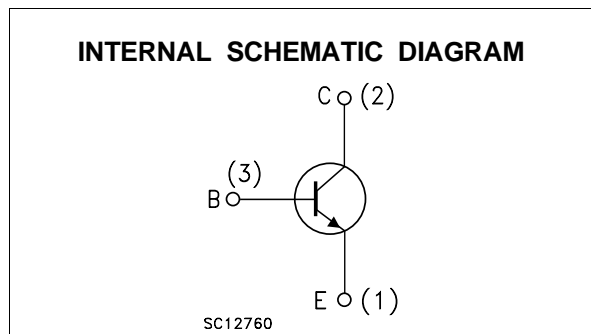 INTERNAL SCHEMATIC DIAGRAM
C (2)
(3)
B
E (1)
SC12760